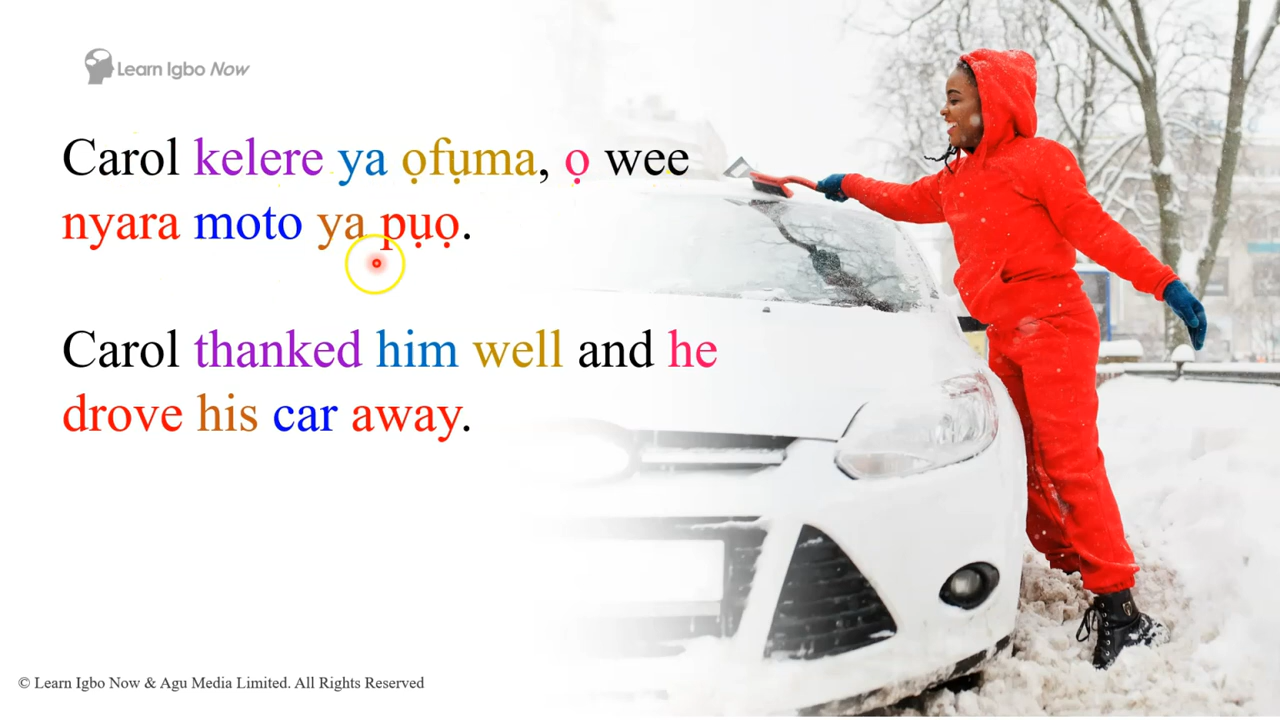 Learn Igbo Now
Carol kelere ya ọfụma, ọ wee
nyara moto ya pụọ.
Carol thanked him well and he
drove his car away.
© Learn Igbo Now & Agu Media Limited. All Rights Reserved